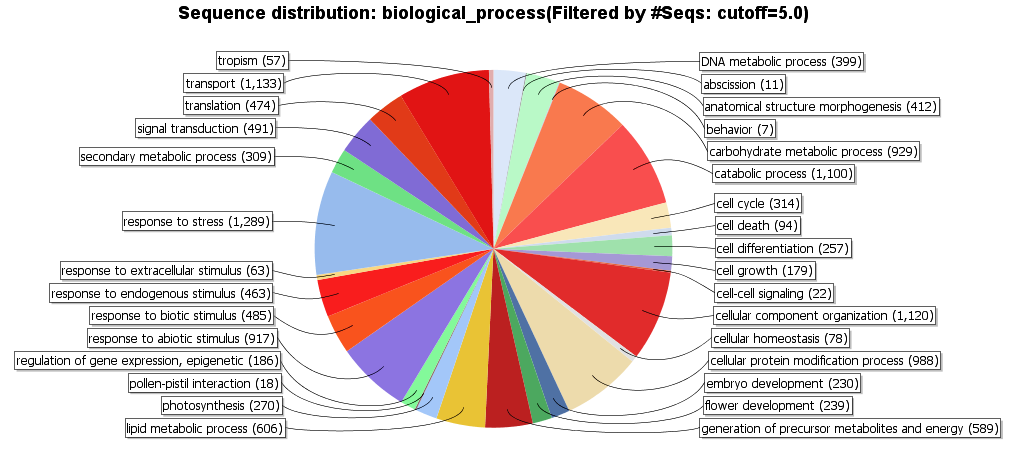 Sequence distribution: biological_process(Filtered by #Seqs: cutoff=5.0)
tropism (57)
transport (1,133)
translation (474)
signal transduction (491)
secondary metabolic process (309)
response to stress (1,289)
response to extracellular stimulus (63)
response to endogenous stimulus (463)
response to biotic stimulus (485)
response to abiotic stimulus (917)
regulation of gene expression, epigenetic (186)
pollen-pistil interaction (18)
photosynthesis (270)
lipid metabolic process (606)
DNA metabolic process (399)
abscission (11)
anatomical structure morphogenesis (412)
behavior (7)
carbohydrate metabolic process (929)
catabolic process (1,100)
cell cycle (314)
cell death (94)
cell differentiation (257)
cell growth (179)
cell-cell signaling (22)
cellular component organization (1,120)
cellular homeostasis (78)
cellular protein modification process (988)
embryo development (230)
flower development (239)
generation of precursor metabolites and energy (589)